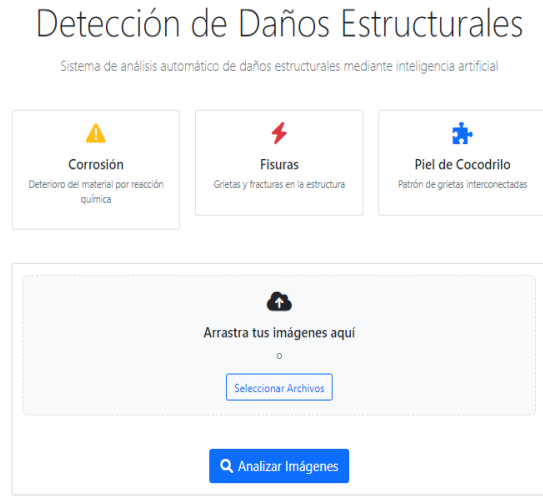 Detección de Daños Estructurales
Sistema de análisis automático de daños estructurales mediante inteligencia artificial
Corrosión
Deterioro del material por reacción
química
Fisuras
Grietas y fracturas en la estructura
Piel de Cocodrilo
Patrón de grietas interconectadas
Arrastra tus imágenes aquí
o
Seleccionar Archivos
Analizar Imágenes